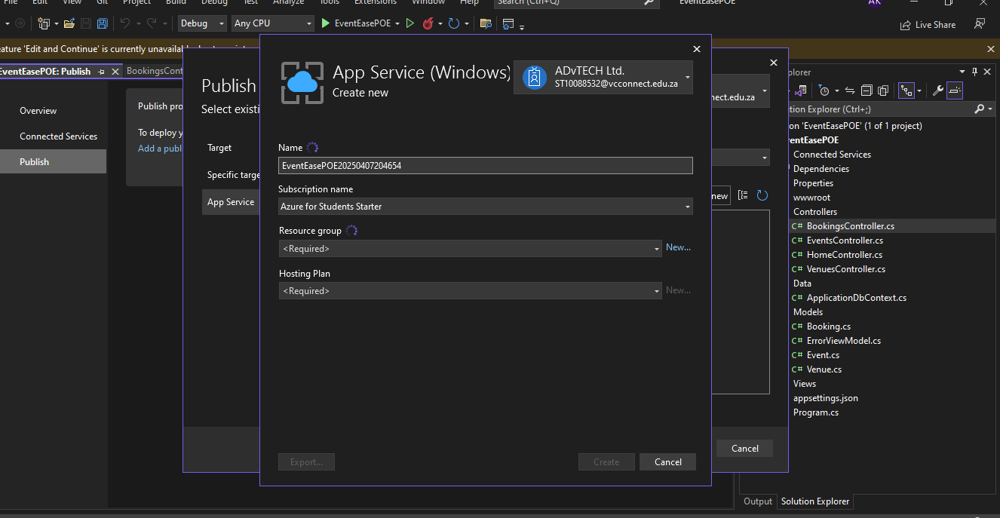 File Edit View Git Project Build Debug Test Analyze Tools Extensions Window Help Search (Ctrl+Q) EventEasePOE AK
Debug Any CPU EventEasePOE Live Share
eature 'Edit and Continue' is currently
EventEasePOE: Publish BookingsCont
Overview
Connected Services
Publish
Publish pro
To deploy y
Add a publ
Publish
Select existi
Target
Specific targe
App Service
nect.edu.za
new
Cancel
App Service (Windows)
Create new
ADvTECH Ltd.
ST10088532@vcconnect.edu.za
Name
EventEasePOE20250407204654
Subscription name
Azure for Students Starter
Resource group
<Required>
New...
Hosting Plan
<Required>
New...
Export...
Create
Cancel
plorer
tion Explorer (Ctrl+;)
on 'EventEasePOE' (1 of 1 project)
ventEasePOE
Connected Services
Dependencies
Properties
wwwroot
Controllers
C# BookingsController.cs
C# EventsController.cs
C# HomeController.cs
C# VenuesController.cs
Data
C# ApplicationDbContext.cs
Models
C# Booking.cs
C# ErrorViewModel.cs
C# Event.cs
C# Venue.cs
Views
appsettings.json
Program.cs
Output Solution Explorer